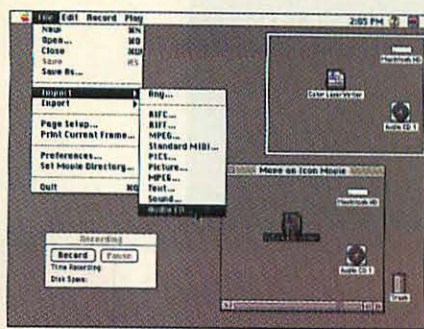 File Edit Record Play
2:05 PM
New ⌘N
Open... ⌘O
Close ⌘W
Save ⌘S
Save As...
Import
Export
Page Setup...
Print Current Frame...
Preferences...
Set Movie Directory...
Quit ⌘Q
Any...
AIFC...
AIFF...
MPEG...
Standard MIDI...
PICS...
Picture...
MPEG...
Text...
Sound...
Audio CD...
Recording
Record Pause
Time Recording:
Disk Space:
Macintosh HD
Color LaserWriter
Audio CD 1
Move an Icon Movie
Macintosh HD
Audio CD 1
Trash